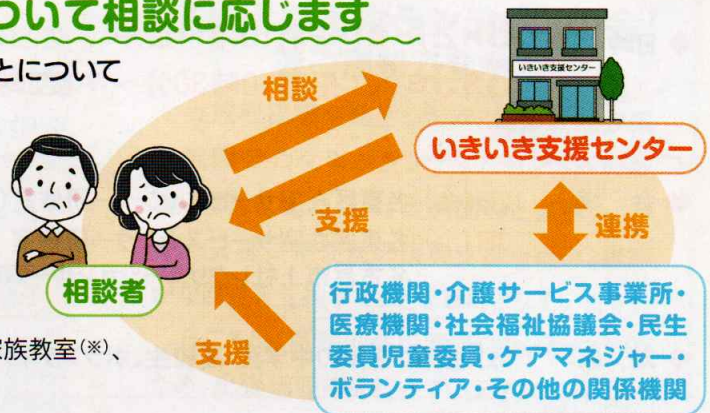 ついて相談に応じます
とについて
相談
いきいき支援センター
いきいき支援センター
支援
連携
相談者
行政機関・介護サービス事業所・
医療機関・社会福祉協議会・民生
委員児童委員・ケアマネジャー・
ボランティア・その他の関係機関
家族教室(※)、
支援